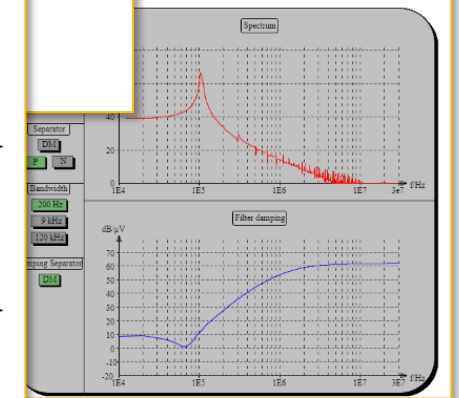 Spectrum
40
20
0
1E4 1E5 1E6 1E7 3e7 f/Hz
Separator
DM
P N
Bandwidth
200 Hz
9 kHz
120 kHz
mping Separator
DM
Filter damping
dB/μV
70
60
50
40
30
20
10
0
-10
-20
1E4 1E5 1E6 1E7 3E7 f/Hz